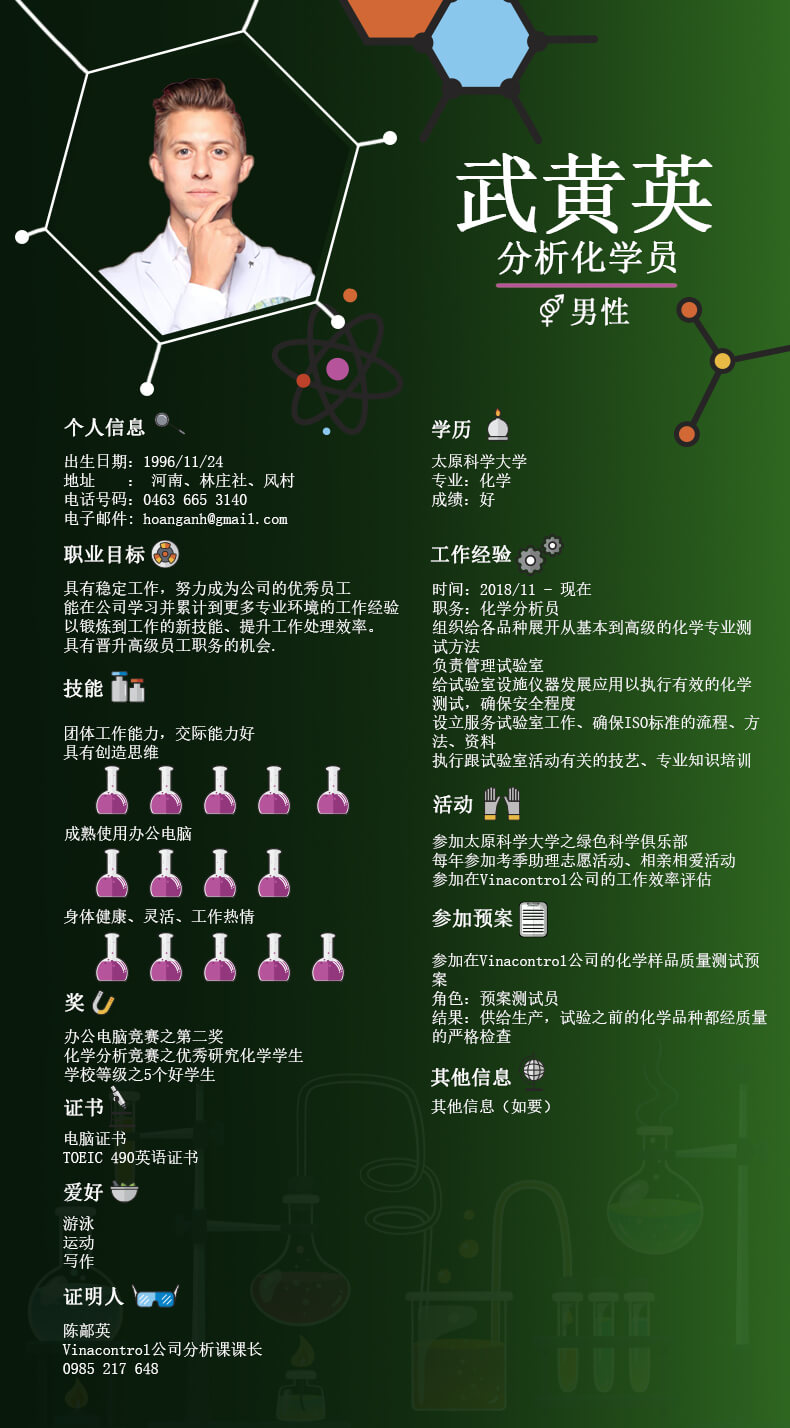 武黄英
分析化学员
男性
个人信息
出生日期：1996/11/24
地址　　： 河南、林庄社、风村
电话号码：0463 665 3140
电子邮件: hoanganh@gmail.com
职业目标
具有稳定工作，努力成为公司的优秀员工
能在公司学习并累计到更多专业环境的工作经验
以锻炼到工作的新技能、提升工作处理效率。
具有晋升高级员工职务的机会.
技能
团体工作能力，交际能力好
具有创造思维
成熟使用办公电脑
身体健康、灵活、工作热情
奖
办公电脑竞赛之第二奖
化学分析竟赛之优秀研究化学学生
学校等级之5个好学生
证书
电脑证书
TOEIC 490英语证书
爱好
游泳
运动
写作
证明人
陈鄗英
Vinacontrol公司分析课课长
0985 217 648
学历
太原科学大学
专业：化学
成绩：好
工作经验
时间：2018/11 - 现在
职务：化学分析员
组织给各品种展开从基本到高级的化学专业测
试方法
负责管理试验室
给试验室设施仪器发展应用以执行有效的化学
测试，确保安全程度
设立服务试验室工作、确保ISO标准的流程、方
法、资料
执行跟试验室活动有关的技艺、专业知识培训
活动
参加太原科学大学之绿色科学俱乐部
每年参加考季助理志愿活动、相亲相爱活动
参加在Vinacontrol公司的工作效率评估
参加预案
参加在Vinacontrol公司的化学样品质量测试预
案
角色：预案测试员
结果：供给生产，试验之前的化学品种都经质量
的严格检查
其他信息
其他信息（如要）